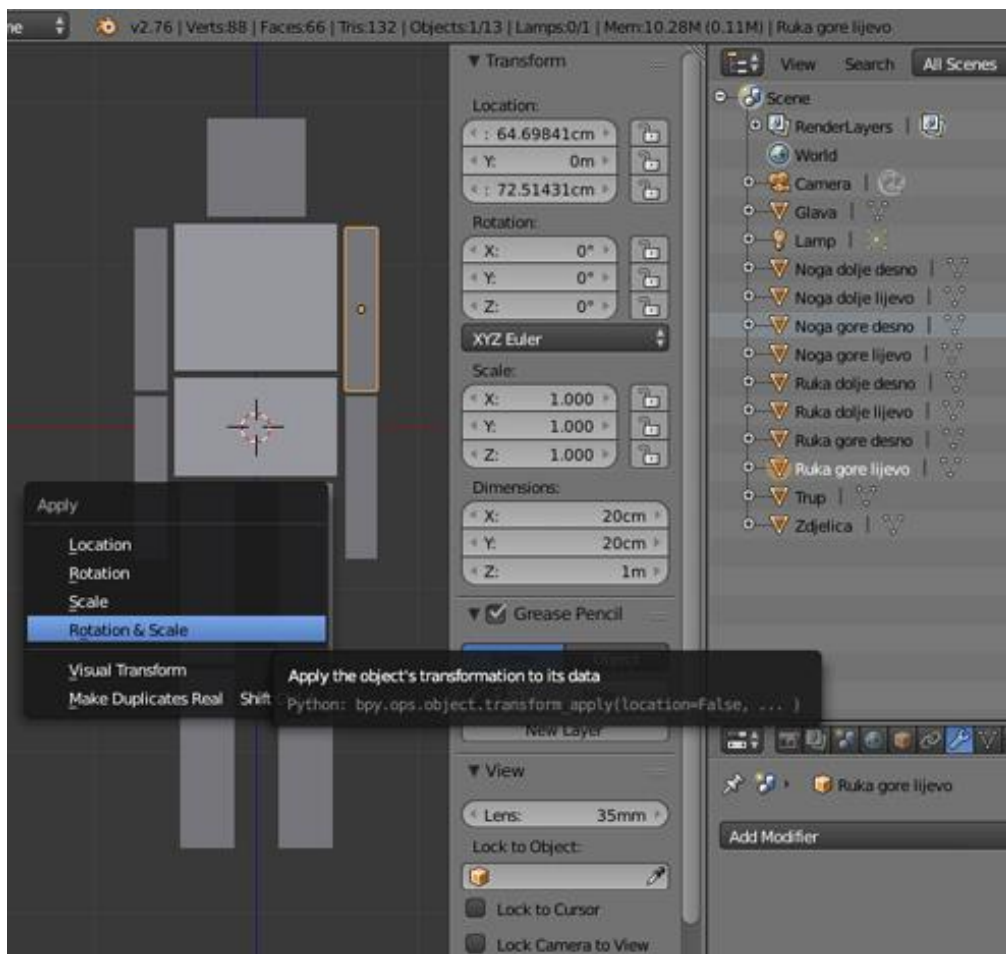 ne
v2.76 | Verts:88 | Faces:66 | Tris:132 | Objects:1/13 | Lamps:0/1 | Mem:10.28M (0.11M) | Ruka gore lijevo
Transform
Location:
: 64.69841cm
Y: 0m
: 72.51431cm
Rotation:
X: 0°
Y: 0°
Z: 0°
XYZ Euler
Scale:
X: 1.000
Y: 1.000
Z: 1.000
Dimensions:
X: 20cm
Y: 20cm
Z: 1m
Grease Pencil
New Layer
View
Lens: 35mm
Lock to Object:
Lock to Cursor
Lock Camera to View
Apply
Location
Rotation
Scale
Rotation & Scale
Visual Transform
Make Duplicates Real Shift
Apply the object's transformation to its data
Python: bpy.ops.object.transform_apply(location=False, ... )
View Search All Scenes
Scene
RenderLayers |
World
Camera |
Glava |
Lamp |
Noga dolje desno |
Noga dolje lijevo |
Noga gore desno |
Noga gore lijevo |
Ruka dolje desno |
Ruka dolje lijevo |
Ruka gore desno |
Ruka gore lijevo |
Trup |
Zdjelica |
Ruka gore lijevo
Add Modifier